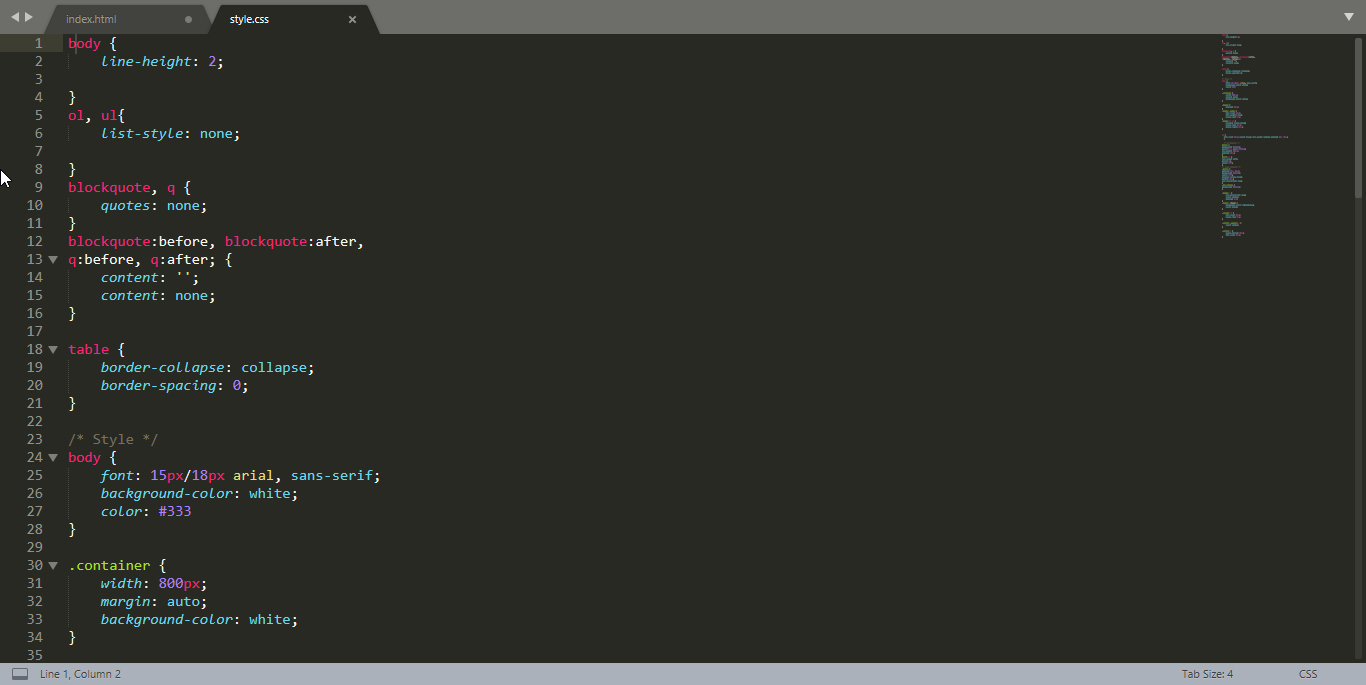 index.html
style.css
1 body {
2 line-height: 2;
3
4 }
5 ol, ul{
6 list-style: none;
7
8 }
9 blockquote, q {
10 quotes: none;
11 }
12 blockquote:before, blockquote:after,
13 q:before, q:after; {
14 content: '';
15 content: none;
16 }
17
18 table {
19 border-collapse: collapse;
20 border-spacing: 0;
21 }
22
23 /* Style */
24 body {
25 font: 15px/18px arial, sans-serif;
26 background-color: white;
27 color: #333
28 }
29
30 .container {
31 width: 800px;
32 margin: auto;
33 background-color: white;
34 }
35
Line 1, Column 2
Tab Size: 4
CSS